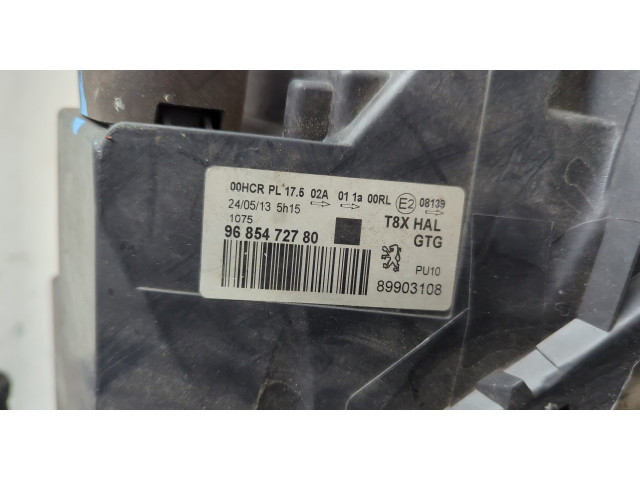 00HCR PL 17.5 02A 01 1a 00RL E2 08139
24/05/13 5h15
1075
T8X HAL
GTG
96 854 727 80
PU10
89903108